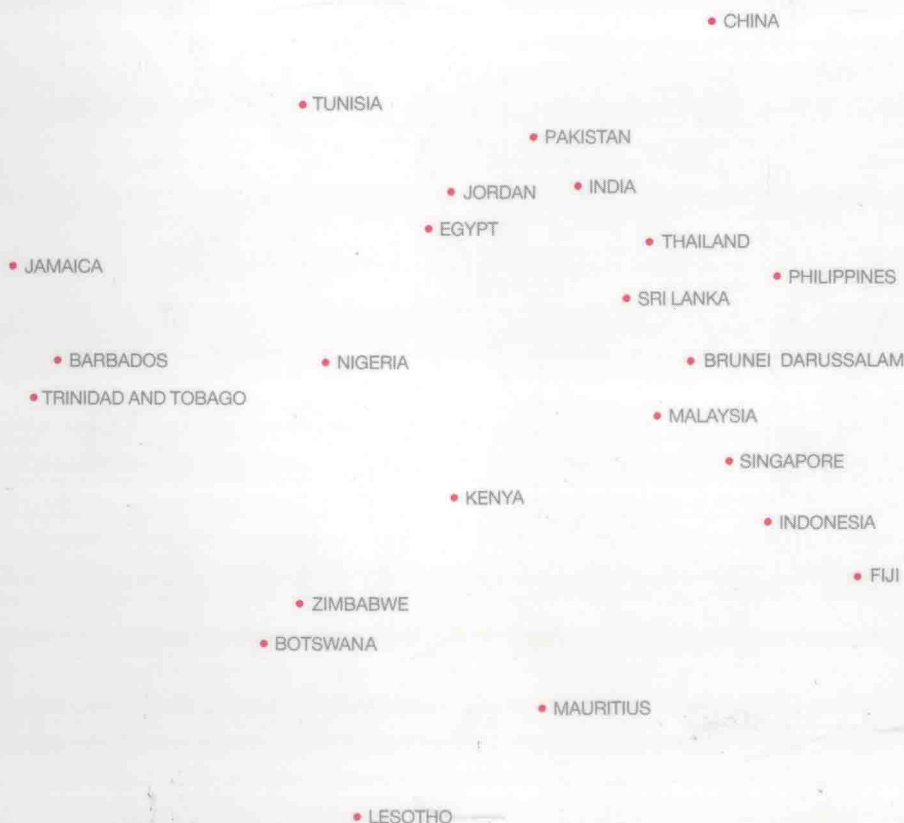 CHINA
TUNISIA
PAKISTAN
INDIA
JORDAN
EGYPT
THAILAND
JAMAICA
PHILIPPINES
SRI LANKA
BARBADOS
NIGERIA
BRUNEI DARUSSALAM
TRINIDAD AND TOBAGO
MALAYSIA
SINGAPORE
KENYA
INDONESIA
FIJI
ZIMBABWE
BOTSWANA
MAURITIUS
LESOTHO